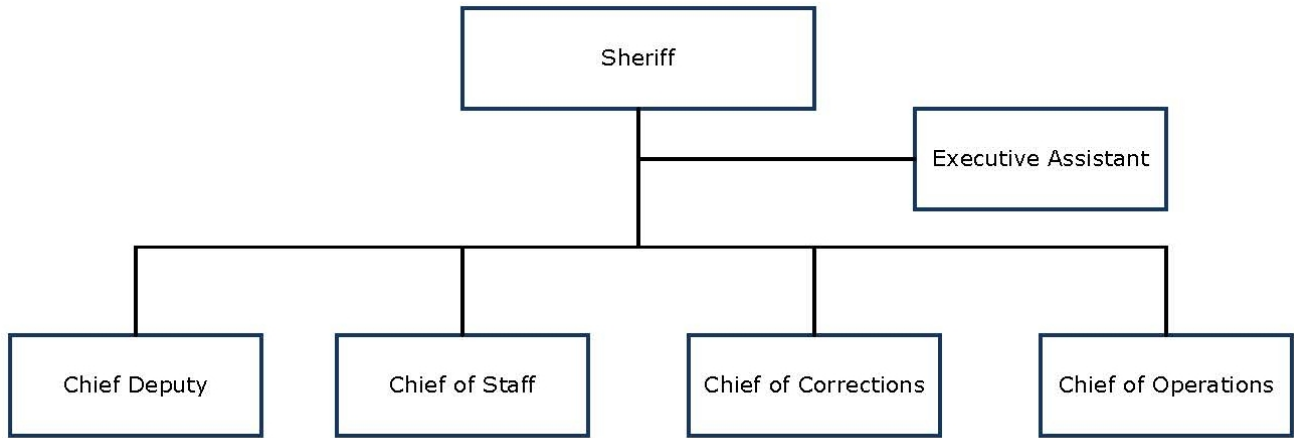 Sheriff
Executive Assistant
Chief Deputy
Chief of Staff
Chief of Corrections
Chief of Operations